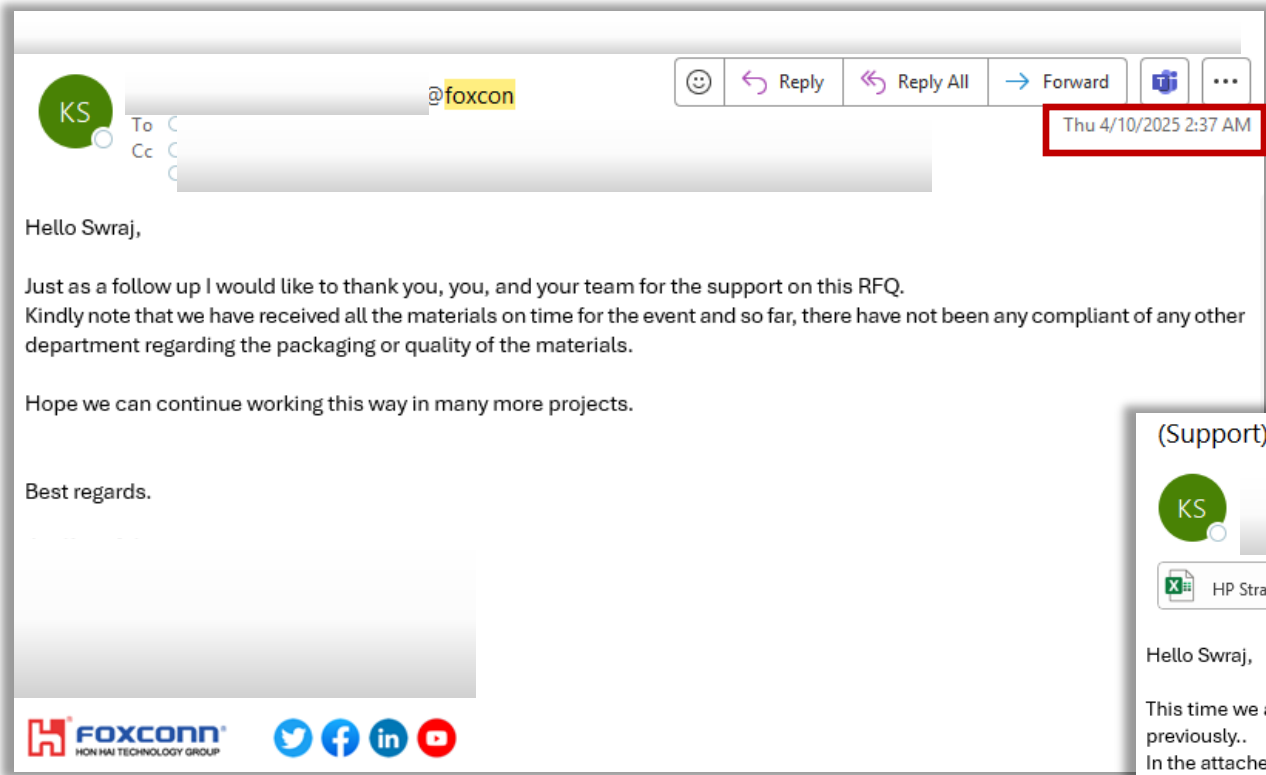 KS
@foxcon
Reply
Reply All
Forward
To
Cc
Thu 4/10/2025 2:37 AM
Hello Swraj,
Just as a follow up I would like to thank you, you, and your team for the support on this RFQ.
Kindly note that we have received all the materials on time for the event and so far, there have not been any compliant of any other
department regarding the packaging or quality of the materials.
Hope we can continue working this way in many more projects.
Best regards.
FOXCONN
HON HAI TECHNOLOGY GROUP
(Support)
KS
HP Stra
Hello Swraj,
This time we a
previously..
In the attache